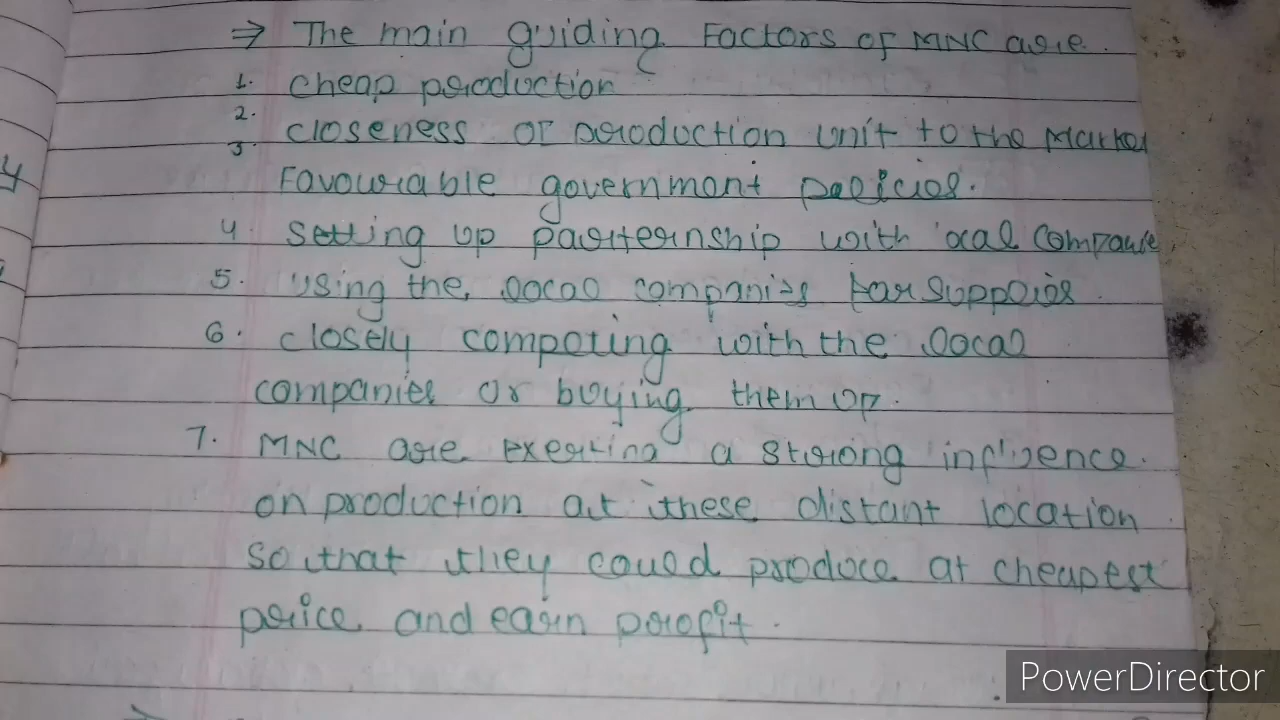 ⇒ The main guiding Factors of MNC are.
1. cheap production
2. closeness of production unit to the Market
3. Favourable government policies.
4. setting up parternship with local Companie
5. using the local companies for supplies
6. closely competing with the local
companies or buying them up.
7. MNC are exerting a strong influence.
on production at these distant location
so that they could produce at cheapest
price and earn profit.
PowerDirector